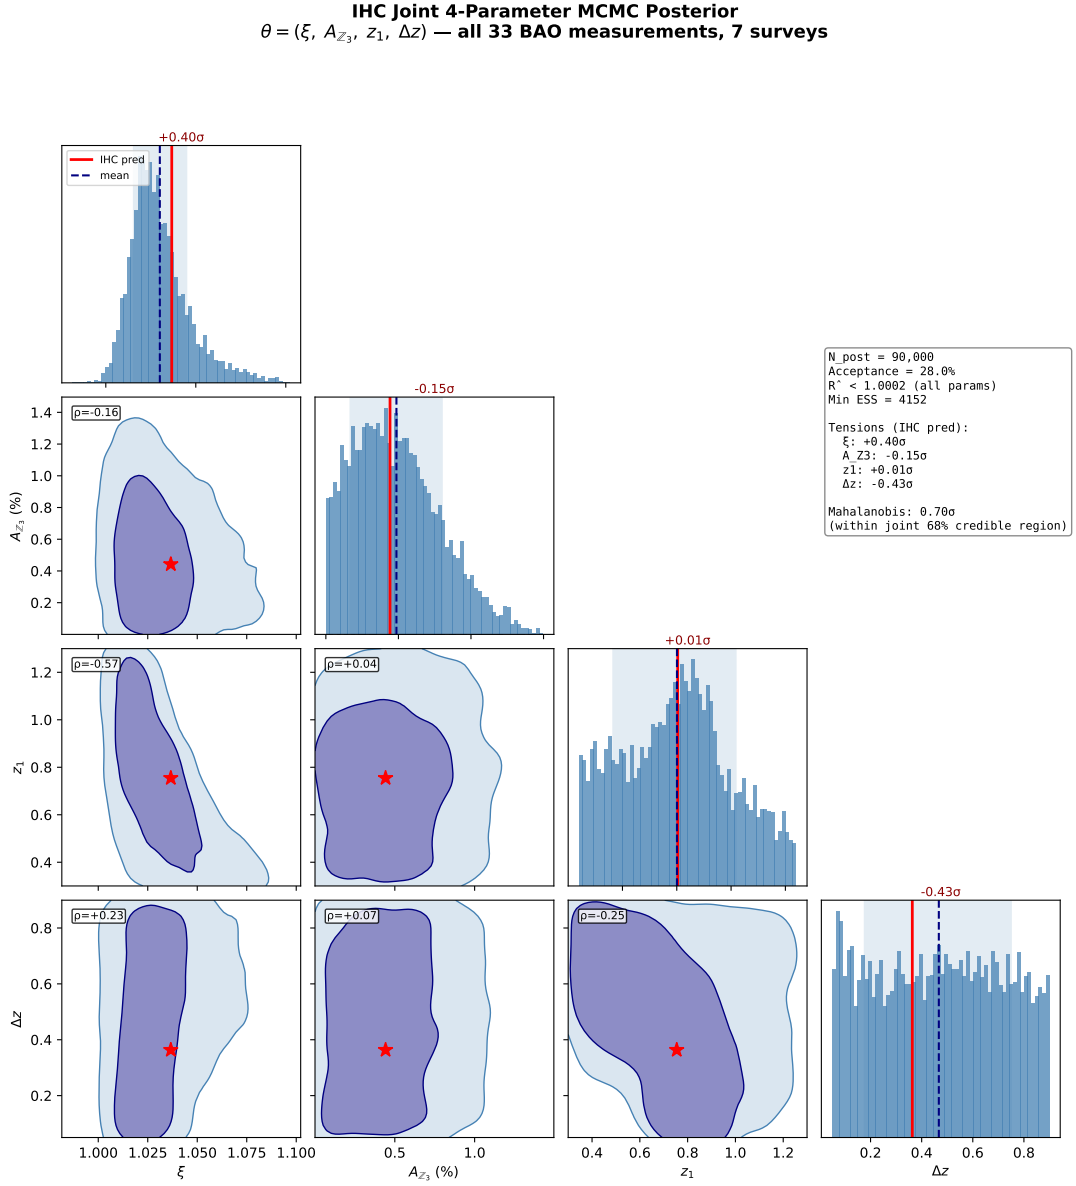 IHC Joint 4-Parameter MCMC Posterior
θ = (ξ, A_{ℤ₃}, z₁, Δz) — all 33 BAO measurements, 7 surveys
+0.40σ
IHC pred
mean
N_post = 90,000
Acceptance = 28.0%
Rˆ < 1.0002 (all params)
Min ESS = 4152
Tensions (IHC pred):
ξ: +0.40σ
A_Z3: -0.15σ
z1: +0.01σ
Δz: -0.43σ
Mahalanobis: 0.70σ
(within joint 68% credible region)
-0.15σ
ρ=-0.16
1.4
1.2
1.0
0.8
0.6
0.4
0.2
A_{ℤ₃} (%)
+0.01σ
ρ=-0.57
ρ=+0.04
1.2
1.0
0.8
0.6
0.4
z₁
-0.43σ
ρ=+0.23
ρ=+0.07
ρ=-0.25
0.8
0.6
0.4
0.2
Δz
1.000 1.025 1.050 1.075 1.100
0.5 1.0
0.4 0.6 0.8 1.0 1.2
0.2 0.4 0.6 0.8
ξ
A_{ℤ₃} (%)
z₁
Δz